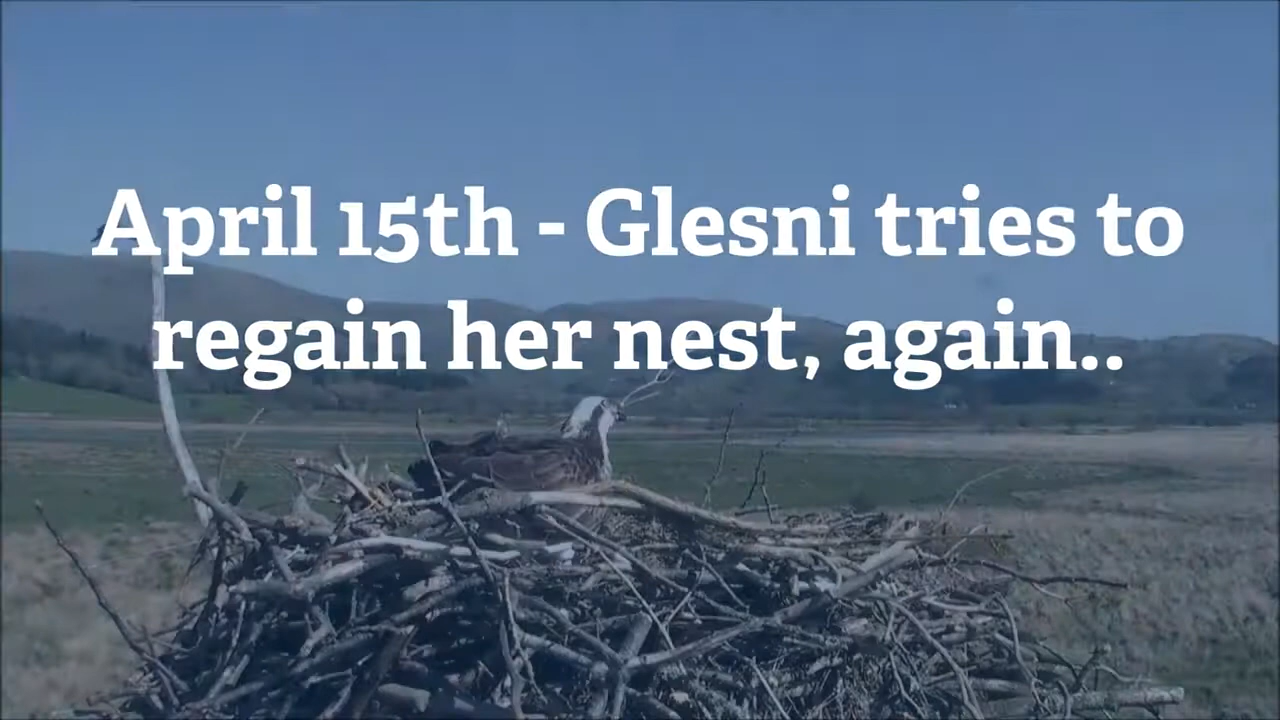 April 15th - Glesni tries to
regain her nest, again..